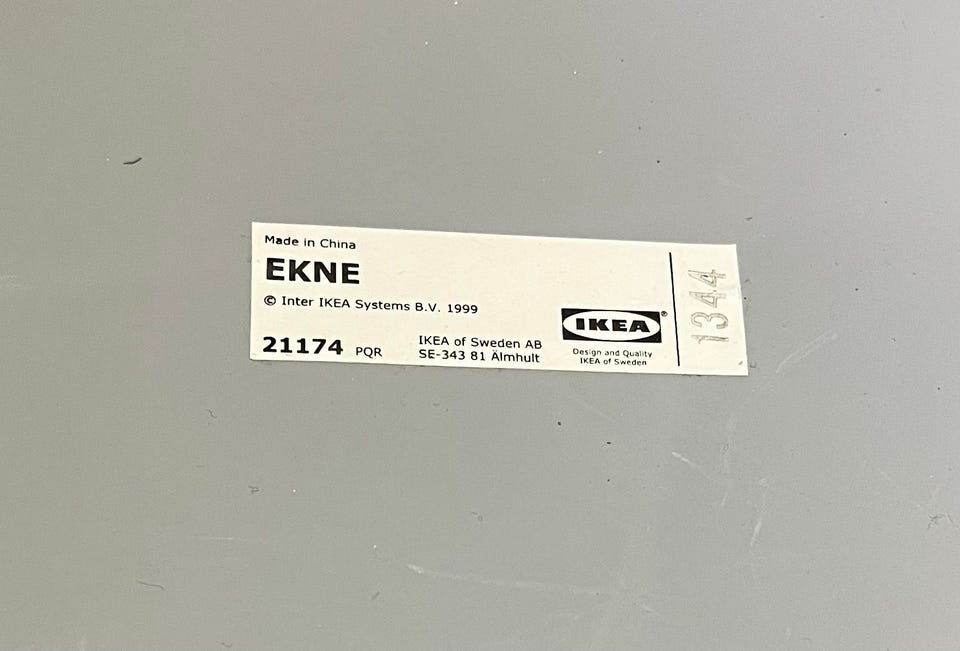 Made in China
EKNE
© Inter IKEA Systems B.V. 1999
21174 PQR
IKEA of Sweden AB
SE-343 81 Älmhult
IKEA®
Design and Quality
IKEA of Sweden
1344